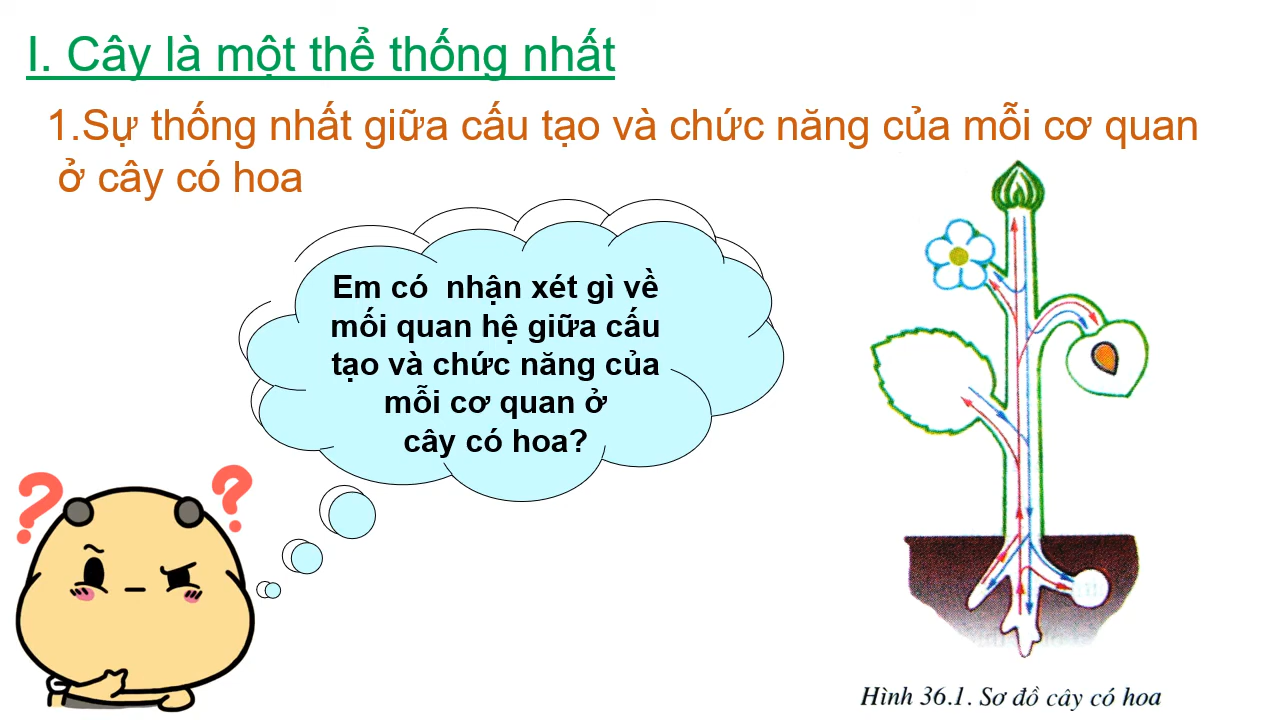 I. Cây là một thể thống nhất
1.Sự thống nhất giữa cấu tạo và chức năng của mỗi cơ quan
ở cây có hoa
Em có nhận xét gì về
mối quan hệ giữa cấu
tạo và chức năng của
mỗi cơ quan ở
cây có hoa?
? ?
Hình 36.1. Sơ đồ cây có hoa